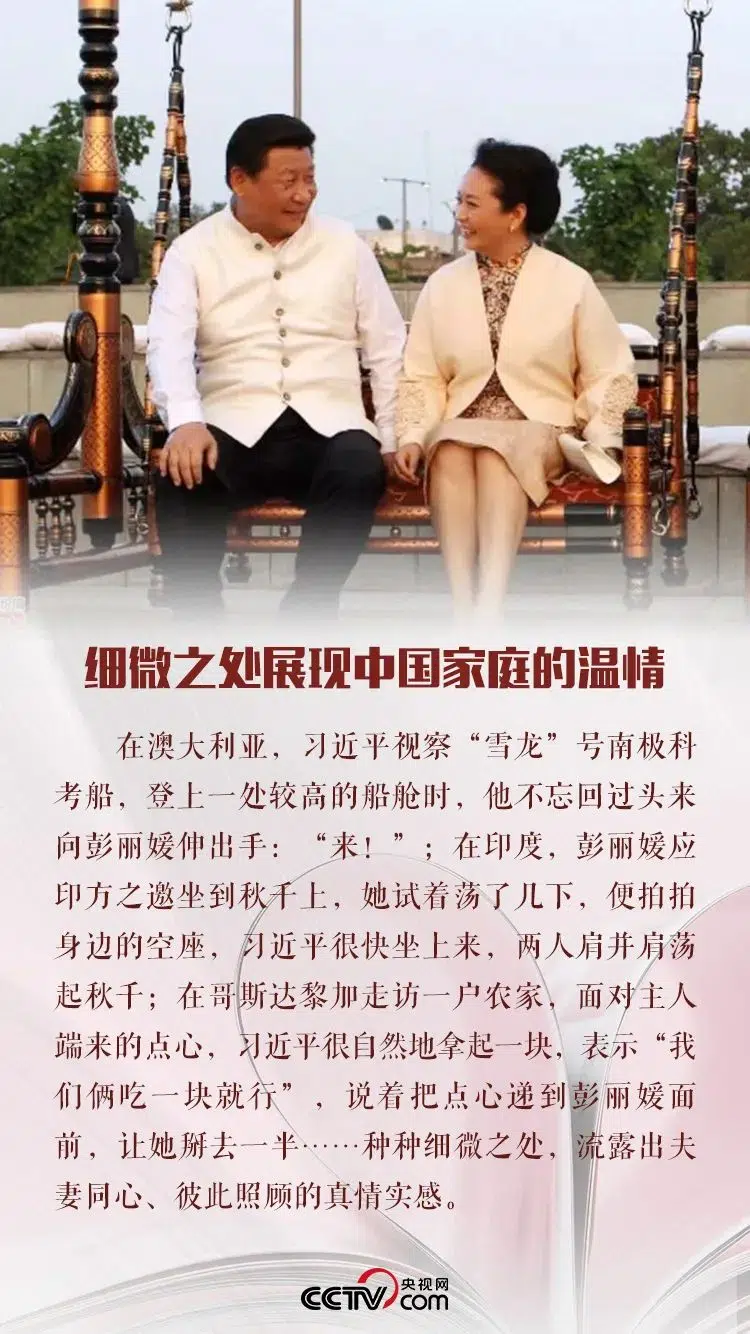 细微之处展现中国家庭的温情
在澳大利亚，习近平视察“雪龙”号南极科
考船，登上一处较高的船舱时，他不忘回过头来
向彭丽媛伸出手：“来！”；在印度，彭丽媛应
印方之邀坐到秋千上，她试着荡了几下，便拍拍
身边的空座，习近平很快坐上来，两人肩并肩荡
起秋千；在哥斯达黎加走访一户农家，面对主人
端来的点心，习近平很自然地拿起一块，表示“我
们俩吃一块就行”，说着把点心递到彭丽媛面
前，让她掰去一半……种种细微之处，流露出夫
妻同心、彼此照顾的真情实感。
CCTV央视网
com